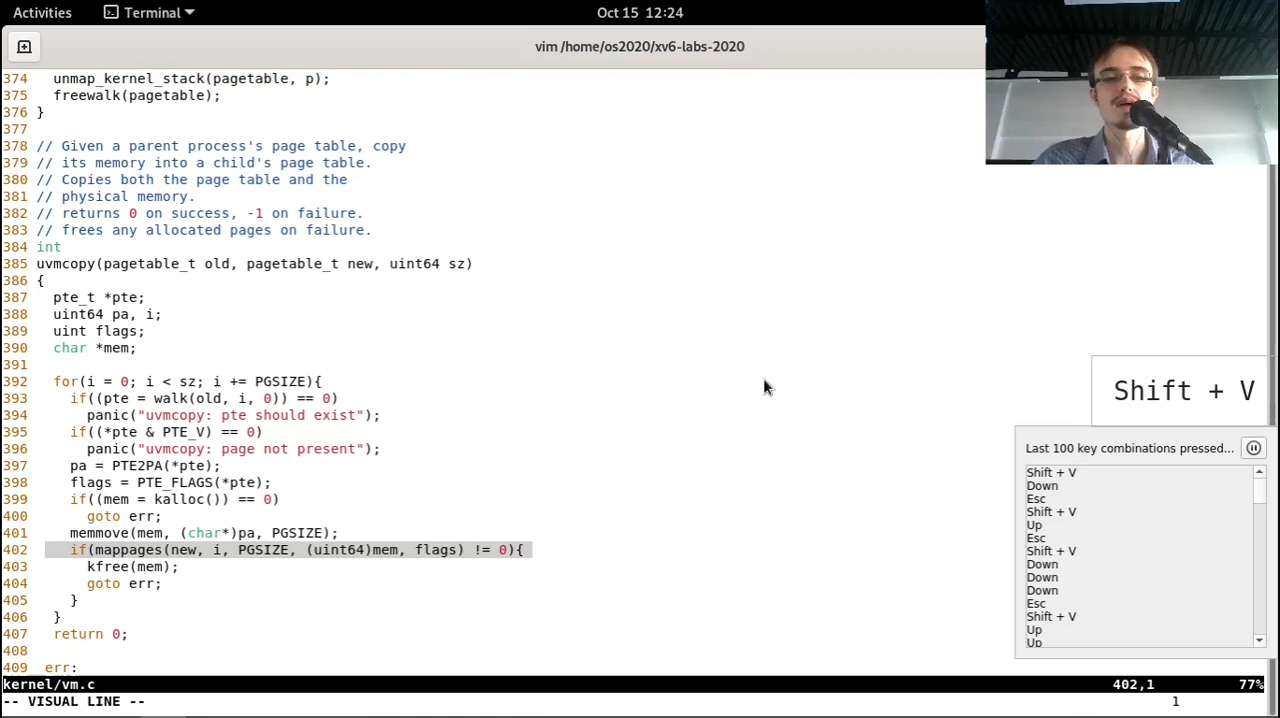 Activities
Terminal
Oct 15 12:24
vim /home/os2020/xv6-labs-2020
374 unmap_kernel_stack(pagetable, p);
375 freewalk(pagetable);
376 }
377
378 // Given a parent process's page table, copy
379 // its memory into a child's page table.
380 // Copies both the page table and the
381 // physical memory.
382 // returns 0 on success, -1 on failure.
383 // frees any allocated pages on failure.
384 int
385 uvmcopy(pagetable_t old, pagetable_t new, uint64 sz)
386 {
387 pte_t *pte;
388 uint64 pa, i;
389 uint flags;
390 char *mem;
391
392 for(i = 0; i < sz; i += PGSIZE){
393 if((pte = walk(old, i, 0)) == 0)
394 panic("uvmcopy: pte should exist");
395 if((*pte & PTE_V) == 0)
396 panic("uvmcopy: page not present");
397 pa = PTE2PA(*pte);
398 flags = PTE_FLAGS(*pte);
399 if((mem = kalloc()) == 0)
400 goto err;
401 memmove(mem, (char*)pa, PGSIZE);
402 if(mappages(new, i, PGSIZE, (uint64)mem, flags) != 0){
403 kfree(mem);
404 goto err;
405 }
406 }
407 return 0;
408
409 err:
kernel/vm.c 402,1 77%
-- VISUAL LINE -- 1
Shift + V
Last 100 key combinations pressed...
Shift + V
Down
Esc
Shift + V
Up
Esc
Shift + V
Down
Down
Down
Esc
Shift + V
Up
Up